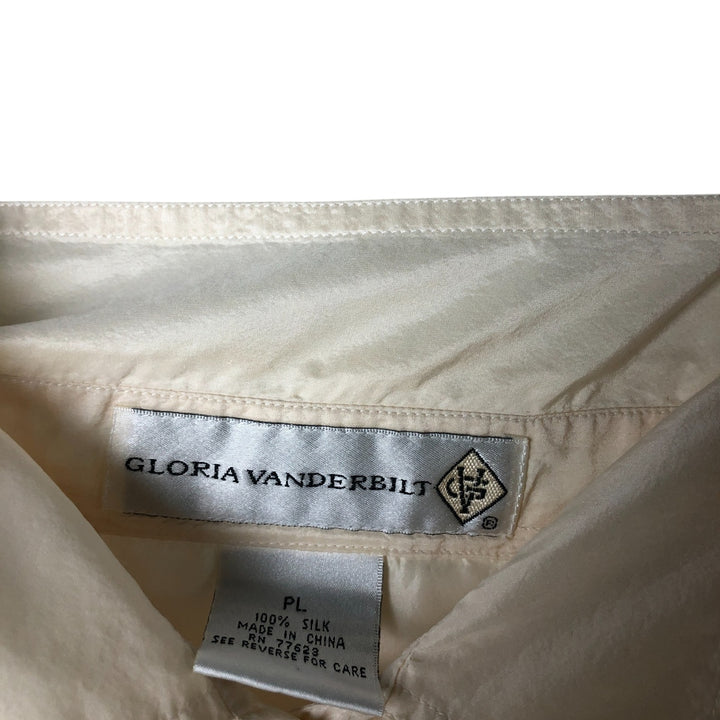 GLORIA VANDERBILT
®
PL
100% SILK
MADE IN CHINA
RN 77623
SEE REVERSE FOR CARE